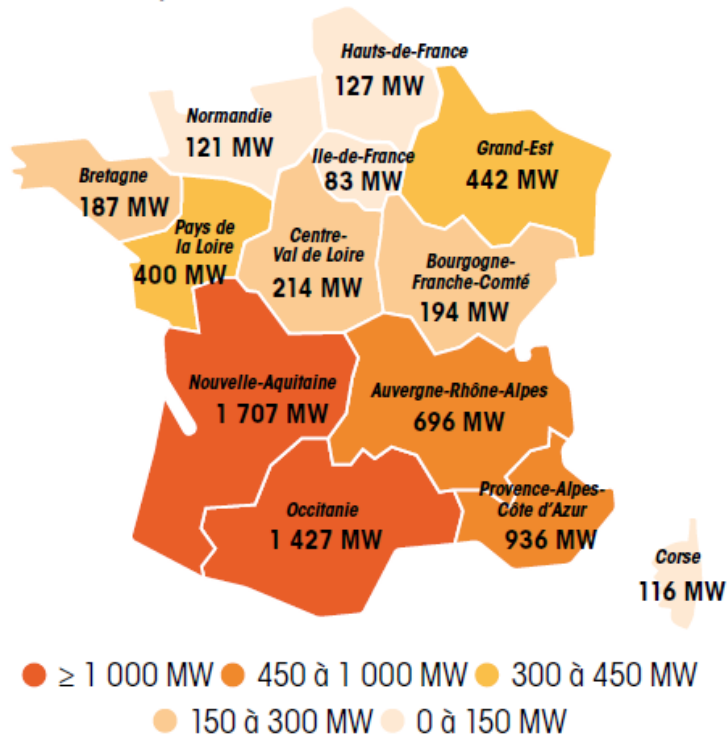 Hauts-de-France
127 MW
Normandie
121 MW
Ile-de-France
83 MW
Grand-Est
442 MW
Bretagne
187 MW
Pays de
la Loire
400 MW
Centre-
Val de Loire
214 MW
Bourgogne-
Franche-Comté
194 MW
Nouvelle-Aquitaine
1 707 MW
Auvergne-Rhône-Alpes
696 MW
Occitanie
1 427 MW
Provence-Alpes-
Côte d'Azur
936 MW
Corse
116 MW
≥ 1 000 MW 450 à 1 000 MW 300 à 450 MW
150 à 300 MW 0 à 150 MW